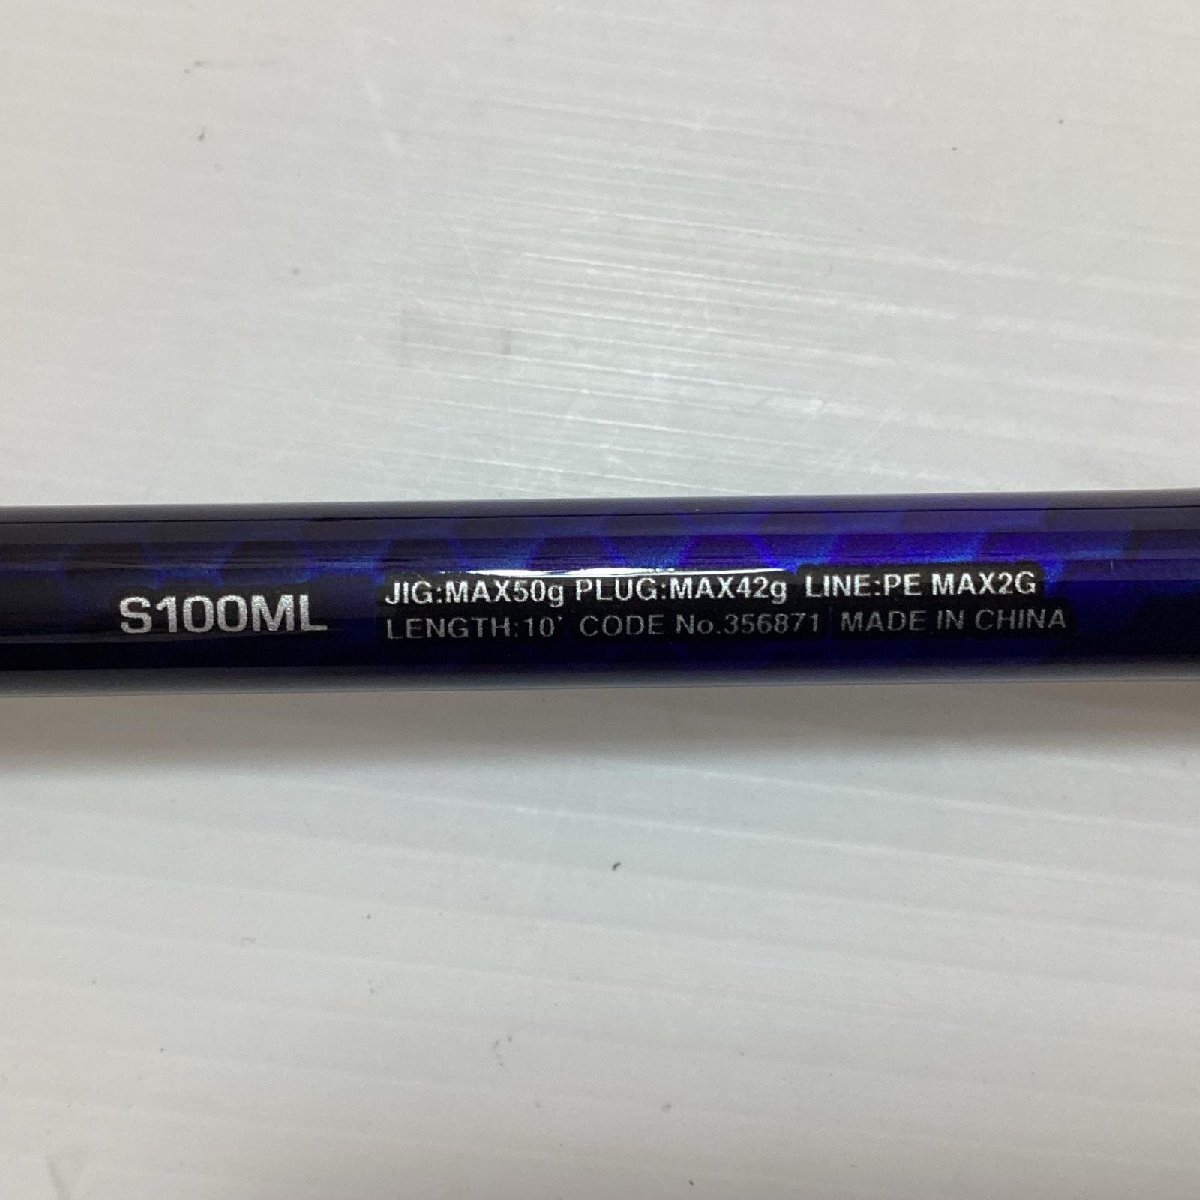 S100ML
JIG:MAX50g PLUG:MAX42g LINE:PE MAX2G
LENGTH:10' CODE No.356871 MADE IN CHINA